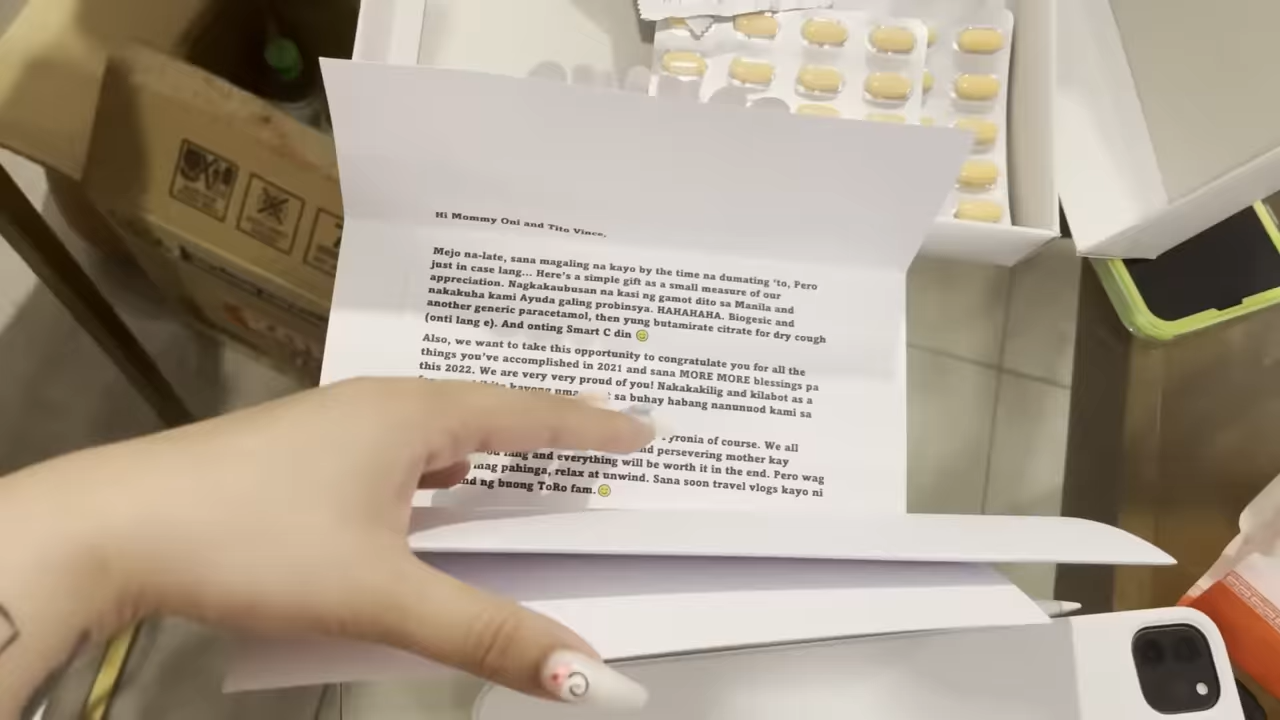 Hi Mommy Oni and Tito Vince,
Mejo na-late, sana magaling na kayo by the time na dumating 'to, Pero
just in case lang... Here's a simple gift as a small measure of our
appreciation. Nagkakaubusan na kasi ng gamot dito sa Manila and
nakakuha kami Ayuda galing probinsya. HAHAHAHA. Biogesic and
another generic paracetamol, then yung butamirate citrate for dry cough
(onti lang e). And onting Smart C din 🙂
Also, we want to take this opportunity to congratulate you for all the
things you've accomplished in 2021 and sana MORE MORE blessings pa
this 2022. We are very very proud of you! Nakakakilig and kilabot as a
kayong sa buhay habang nanunuod kami sa
of course. We all
persevering mother kay
lang and everything will be worth it in the end. Pero wag
pahinga, relax at unwind. Sana soon travel vlogs kayo ni
ng buong ToRo fam. 🙂